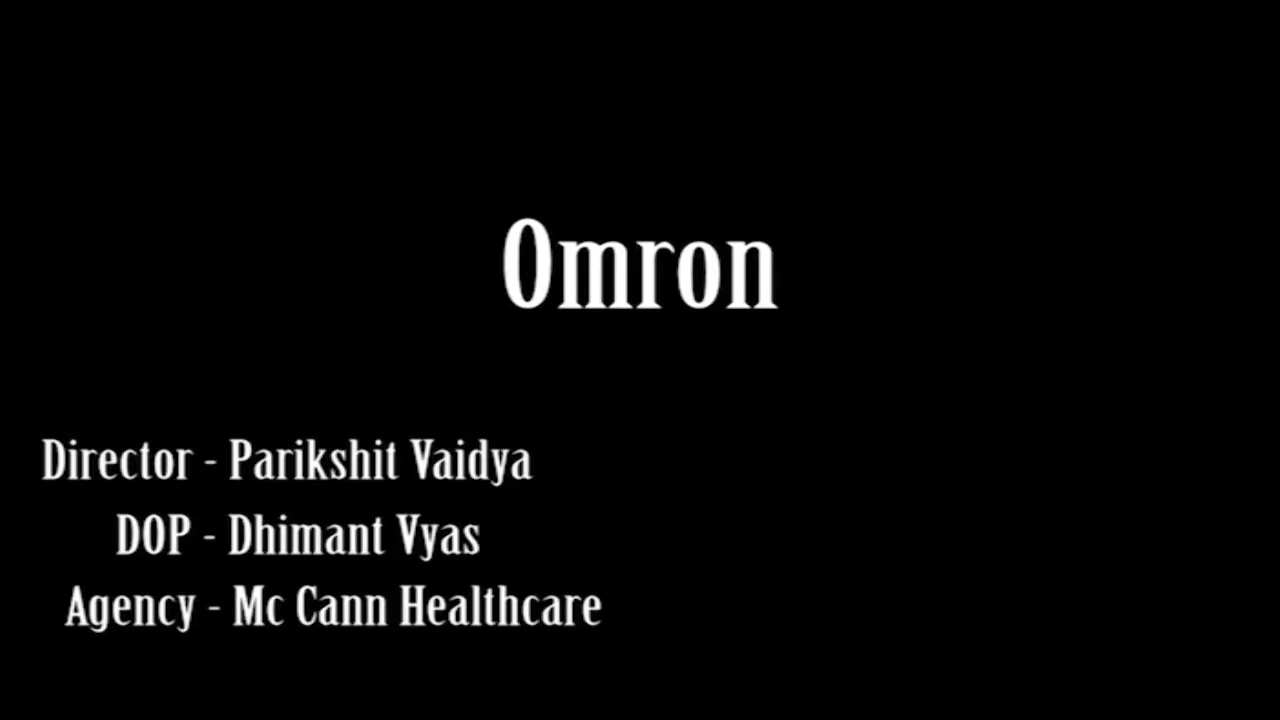 Omron
Director - Parikshit Vaidya
DOP - Dhimant Vyas
Agency - Mc Cann Healthcare